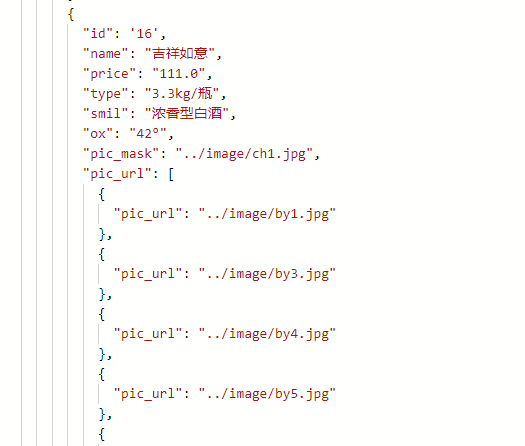 {
"id": '16',
"name": "吉祥如意",
"price": "111.0",
"type": "3.3kg/瓶",
"smil": "浓香型白酒",
"ox": "42°",
"pic_mask": "../image/ch1.jpg",
"pic_url": [
{
"pic_url": "../image/by1.jpg"
},
{
"pic_url": "../image/by3.jpg"
},
{
"pic_url": "../image/by4.jpg"
},
{
"pic_url": "../image/by5.jpg"
},
{